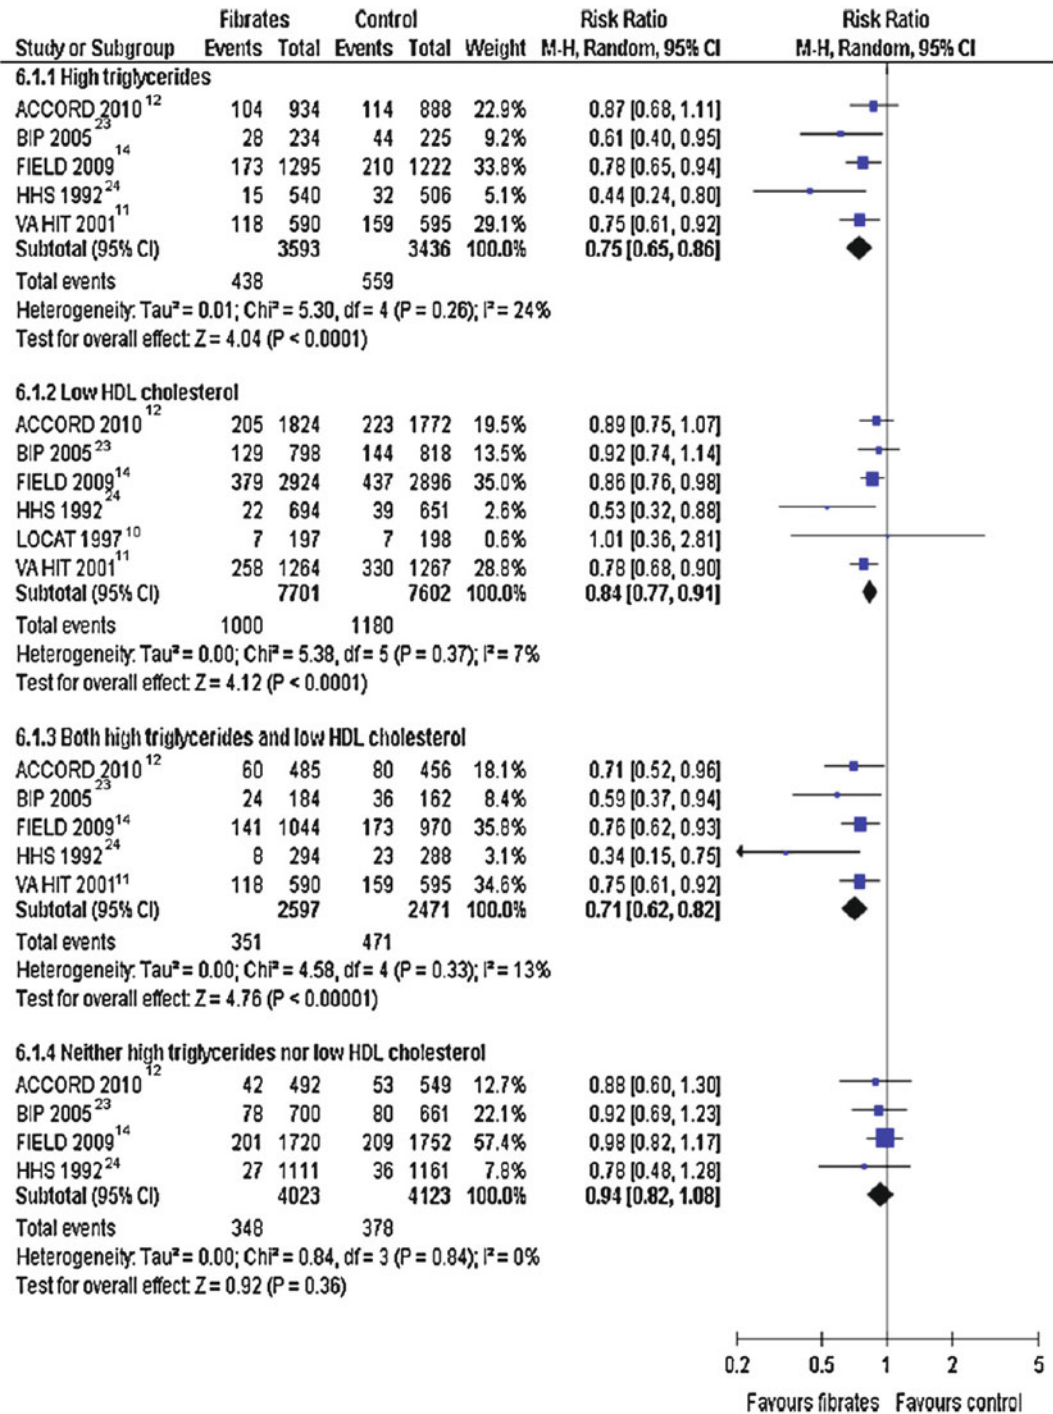 Fibrates Control Risk Ratio Risk Ratio
Study or Subgroup Events Total Events Total Weight M-H, Random, 95% CI M-H, Random, 95% CI
6.1.1 High triglycerides
ACCORD 2010 12 104 934 114 888 22.9% 0.87 [0.68, 1.11]
BIP 2005 23 28 234 44 225 9.2% 0.61 [0.40, 0.95]
FIELD 2009 14 173 1295 210 1222 33.8% 0.78 [0.65, 0.94]
HHS 1992 24 15 540 32 506 5.1% 0.44 [0.24, 0.80]
VA HIT 2001 11 118 590 159 595 29.1% 0.75 [0.61, 0.92]
Subtotal (95% CI) 3593 3436 100.0% 0.75 [0.65, 0.86]
Total events 438 559
Heterogeneity: Tau² = 0.01; Chi² = 5.30, df = 4 (P = 0.26); I² = 24%
Test for overall effect: Z = 4.04 (P < 0.0001)
6.1.2 Low HDL cholesterol
ACCORD 2010 12 205 1824 223 1772 19.5% 0.89 [0.75, 1.07]
BIP 2005 23 129 798 144 818 13.5% 0.92 [0.74, 1.14]
FIELD 2009 14 379 2924 437 2896 35.0% 0.86 [0.76, 0.98]
HHS 1992 24 22 694 39 651 2.6% 0.53 [0.32, 0.88]
LOCAT 1997 10 7 197 7 198 0.6% 1.01 [0.36, 2.81]
VA HIT 2001 11 258 1264 330 1267 28.8% 0.78 [0.68, 0.90]
Subtotal (95% CI) 7701 7602 100.0% 0.84 [0.77, 0.91]
Total events 1000 1180
Heterogeneity: Tau² = 0.00; Chi² = 5.38, df = 5 (P = 0.37); I² = 7%
Test for overall effect: Z = 4.12 (P < 0.0001)
6.1.3 Both high triglycerides and low HDL cholesterol
ACCORD 2010 12 60 485 80 456 18.1% 0.71 [0.52, 0.96]
BIP 2005 23 24 184 36 162 8.4% 0.59 [0.37, 0.94]
FIELD 2009 14 141 1044 173 970 35.8% 0.76 [0.62, 0.93]
HHS 1992 24 8 294 23 288 3.1% 0.34 [0.15, 0.75]
VA HIT 2001 11 118 590 159 595 34.6% 0.75 [0.61, 0.92]
Subtotal (95% CI) 2597 2471 100.0% 0.71 [0.62, 0.82]
Total events 351 471
Heterogeneity: Tau² = 0.00; Chi² = 4.58, df = 4 (P = 0.33); I² = 13%
Test for overall effect: Z = 4.76 (P < 0.00001)
6.1.4 Neither high triglycerides nor low HDL cholesterol
ACCORD 2010 12 42 492 53 549 12.7% 0.88 [0.60, 1.30]
BIP 2005 23 78 700 80 661 22.1% 0.92 [0.69, 1.23]
FIELD 2009 14 201 1720 209 1752 57.4% 0.98 [0.82, 1.17]
HHS 1992 24 27 1111 36 1161 7.8% 0.78 [0.48, 1.28]
Subtotal (95% CI) 4023 4123 100.0% 0.94 [0.82, 1.08]
Total events 348 378
Heterogeneity: Tau² = 0.00; Chi² = 0.84, df = 3 (P = 0.84); I² = 0%
Test for overall effect: Z = 0.92 (P = 0.36)
0.2 0.5 1 2 5
Favours fibrates Favours control